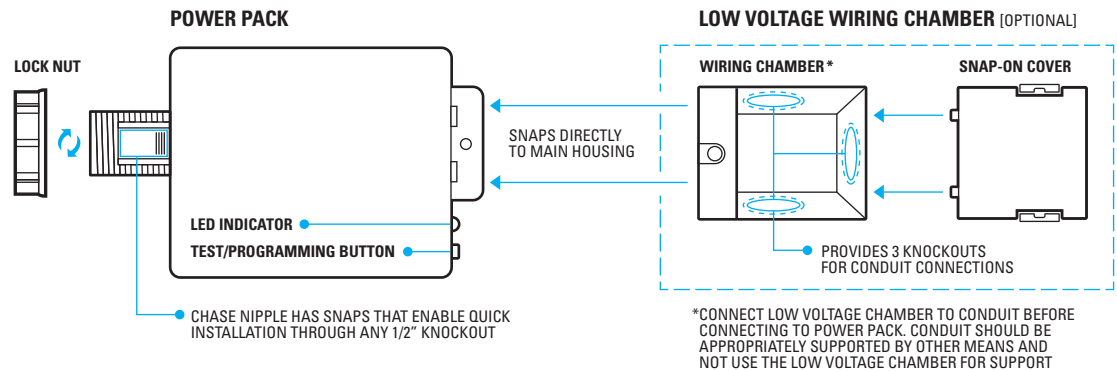 POWER PACK
LOW VOLTAGE WIRING CHAMBER [OPTIONAL]
LOCK NUT
WIRING CHAMBER*
SNAP-ON COVER
SNAPS DIRECTLY
TO MAIN HOUSING
LED INDICATOR
TEST/PROGRAMMING BUTTON
PROVIDES 3 KNOCKOUTS
FOR CONDUIT CONNECTIONS
CHASE NIPPLE HAS SNAPS THAT ENABLE QUICK
INSTALLATION THROUGH ANY 1/2" KNOCKOUT
*CONNECT LOW VOLTAGE CHAMBER TO CONDUIT BEFORE
CONNECTING TO POWER PACK. CONDUIT SHOULD BE
APPROPRIATELY SUPPORTED BY OTHER MEANS AND
NOT USE THE LOW VOLTAGE CHAMBER FOR SUPPORT